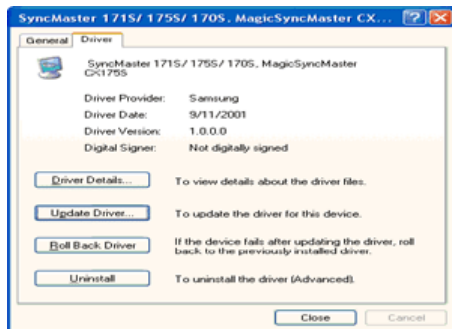 SyncMaster 171S/ 175S/ 170S, MagicSyncMaster CX...
General Driver
SyncMaster 171S/ 175S/ 170S, MagicSyncMaster
CX175S
Driver Provider: Samsung
Driver Date: 9/11/2001
Driver Version: 1.0.0.0
Digital Signer: Not digitally signed
Driver Details... To view details about the driver files.
Update Driver... To update the driver for this device.
Roll Back Driver If the device fails after updating the driver, roll
back to the previously installed driver.
Uninstall To uninstall the driver (Advanced).
Close Cancel